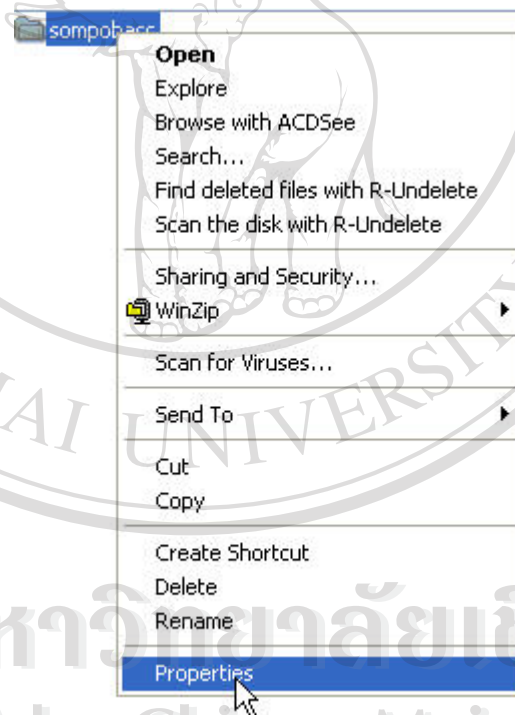 sompobacc
Open
Explore
Browse with ACDSee
Search...
Find deleted files with R-Undelete
Scan the disk with R-Undelete
Sharing and Security...
WinZip
Scan for Viruses...
Send To
Cut
Copy
Create Shortcut
Delete
Rename
Properties